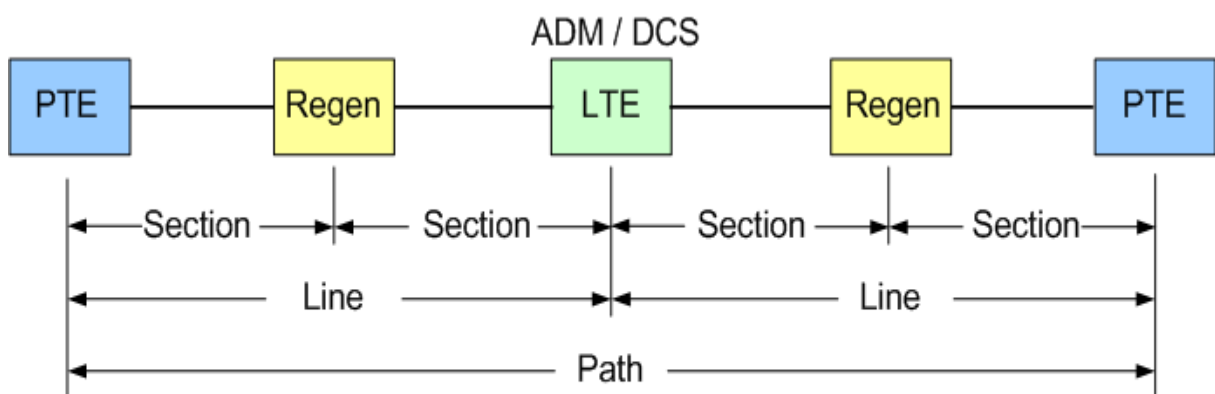 ADM / DCS
PTE Regen LTE Regen PTE
Section Section Section Section
Line Line
Path